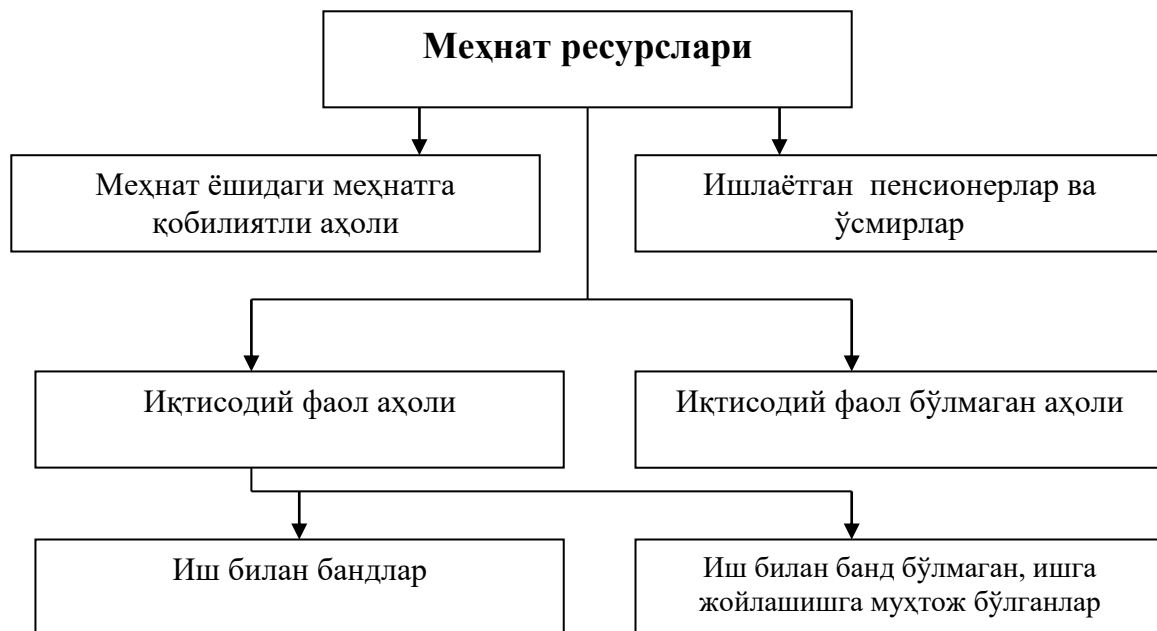 Меҳнат ресурслари
Меҳнат ёшидаги меҳнатга
қобилиятли аҳоли
Ишлаётган пенсионерлар ва
ўсмирлар
Иқтисодий фаол аҳоли
Иқтисодий фаол бўлмаган аҳоли
Иш билан бандлар
Иш билан банд бўлмаган, ишга
жойлашишга муҳтож бўлганлар